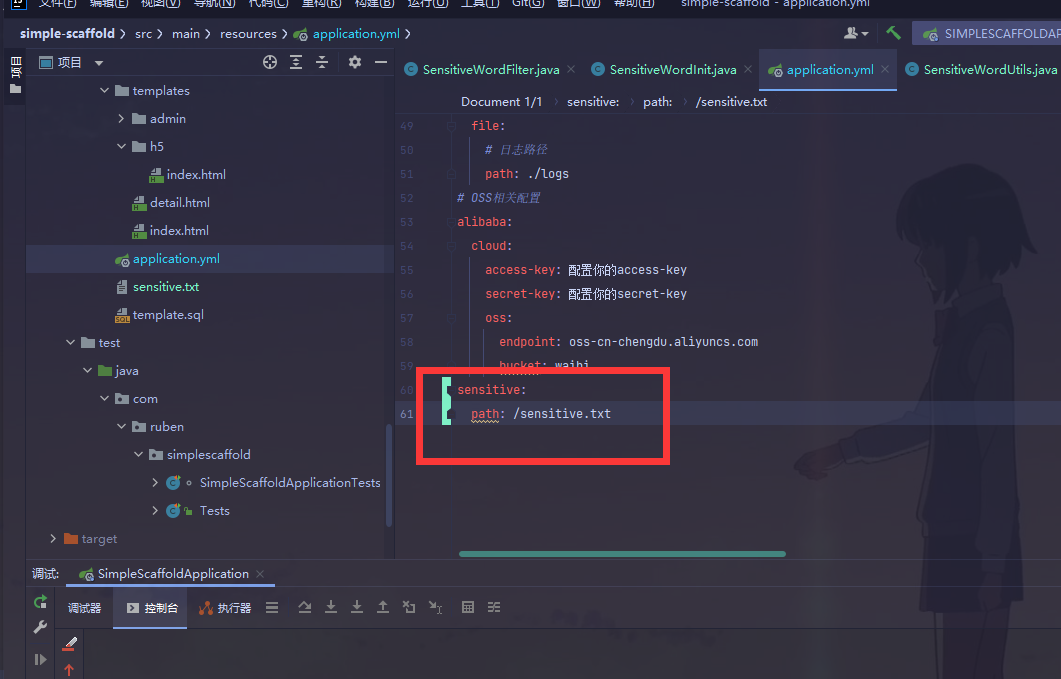 文件(F) 编辑(E) 视图(V) 导航(N) 代码(C) 重构(R) 构建(B) 运行(U) 工具(T) Git(G) 窗口(W) 帮助(H) simple-scaffold - application.yml
simple-scaffold src main resources application.yml
SIMPLESCAFFOLDAP
项目
项目
SensitiveWordFilter.java SensitiveWordInit.java application.yml SensitiveWordUtils.java
Document 1/1 sensitive: path: /sensitive.txt
templates
admin
h5
index.html
detail.html
index.html
application.yml
sensitive.txt
template.sql
test
java
com
ruben
simplescaffold
SimpleScaffoldApplicationTests
Tests
target
49 file:
50 # 日志路径
51 path: ./logs
52 # OSS相关配置
53 alibaba:
54 cloud:
55 access-key: 配置你的access-key
56 secret-key: 配置你的secret-key
57 oss:
58 endpoint: oss-cn-chengdu.aliyuncs.com
59 bucket: waihi
60 sensitive:
61 path: /sensitive.txt
调试: SimpleScaffoldApplication
调试器 控制台 执行器